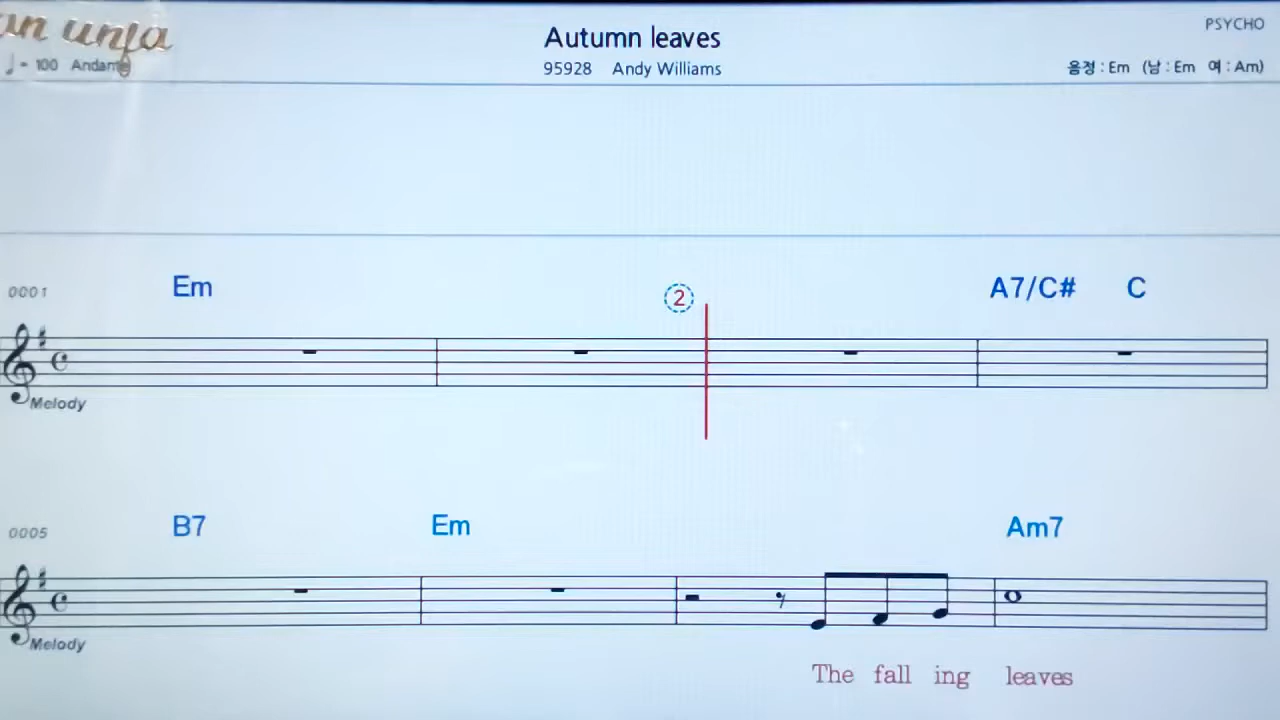 PSYCHO
Autumn leaves
♩= 100 Andante
95928 Andy Williams
음정 : Em (남 : Em 여 : Am)
0001
Em
②
A7/C# C
Melody
0005
B7 Em Am7
Melody
The fall ing leaves